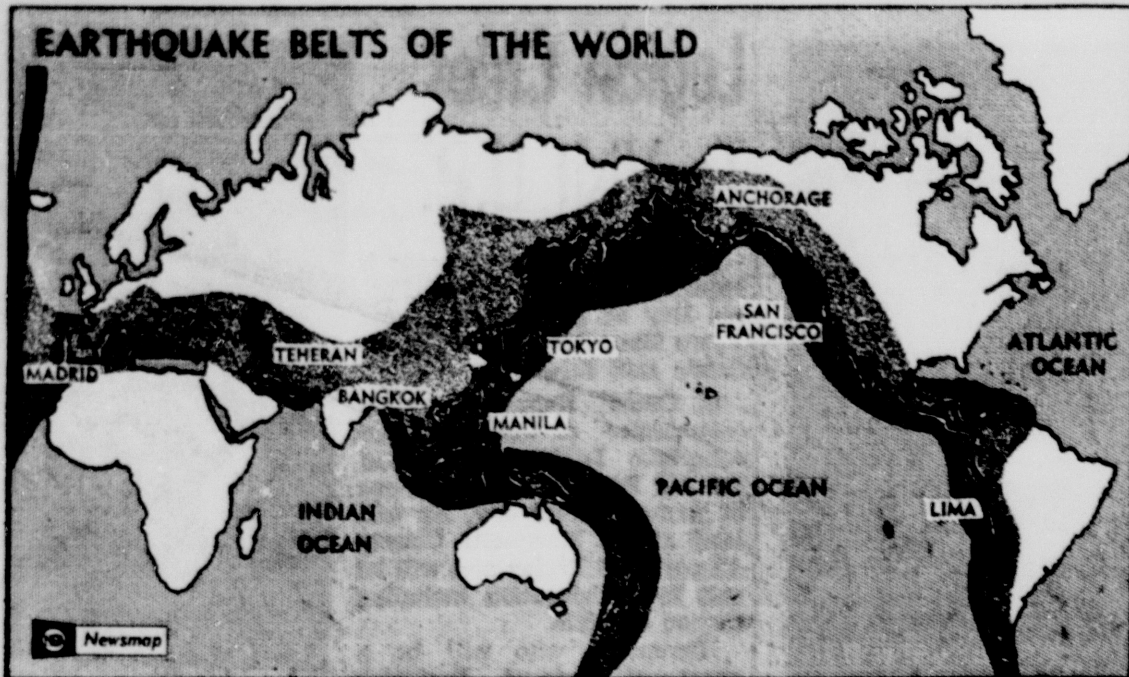 EARTHQUAKE BELTS OF THE WORLD
ANCHORAGE
SAN
FRANCISCO
ATLANTIC
OCEAN
TOKYO
TEHERAN
MADRID
BANGKOK
MANILA
PACIFIC OCEAN
LIMA
INDIAN
OCEAN
Newsmap